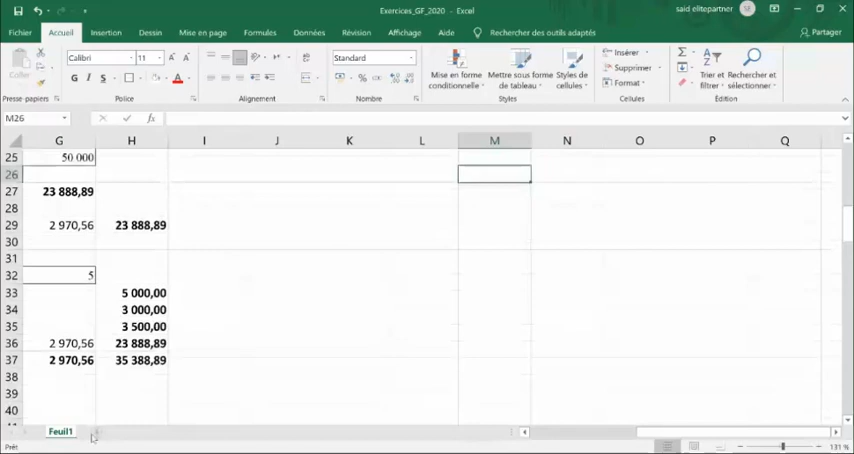 Exercices_GF_2020 – Excel
said elitepartner
SE
Fichier Accueil Insertion Dessin Mise en page Formules Données Révision Affichage Aide Rechercher des outils adaptés Partager
Calibri 11 Standard
Coller
G I S
Mise en forme conditionnelle
Mettre sous forme de tableau
Styles de cellules
Insérer
Supprimer
Format
Trier et filtrer
Rechercher et sélectionner
Presse-papiers Police Alignement Nombre Styles Cellules Édition
M26 fx
G H I J K L M N O P Q
25 50 000
26
27 23 888,89
28
29 2 970,56 23 888,89
30
31
32 5
33 5 000,00
34 3 000,00
35 3 500,00
36 2 970,56 23 888,89
37 2 970,56 35 388,89
38
39
40
Feuil1
Prêt 131 %